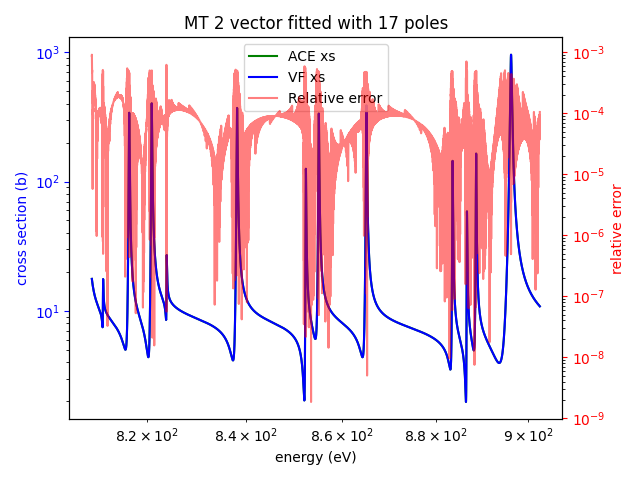 MT 2 vector fitted with 17 poles
ACE xs
VF xs
Relative error
10³
10²
10¹
cross section (b)
10⁻³
10⁻⁴
10⁻⁵
10⁻⁶
10⁻⁷
10⁻⁸
10⁻⁹
relative error
8.2 × 10² 8.4 × 10² 8.6 × 10² 8.8 × 10² 9 × 10²
energy (eV)